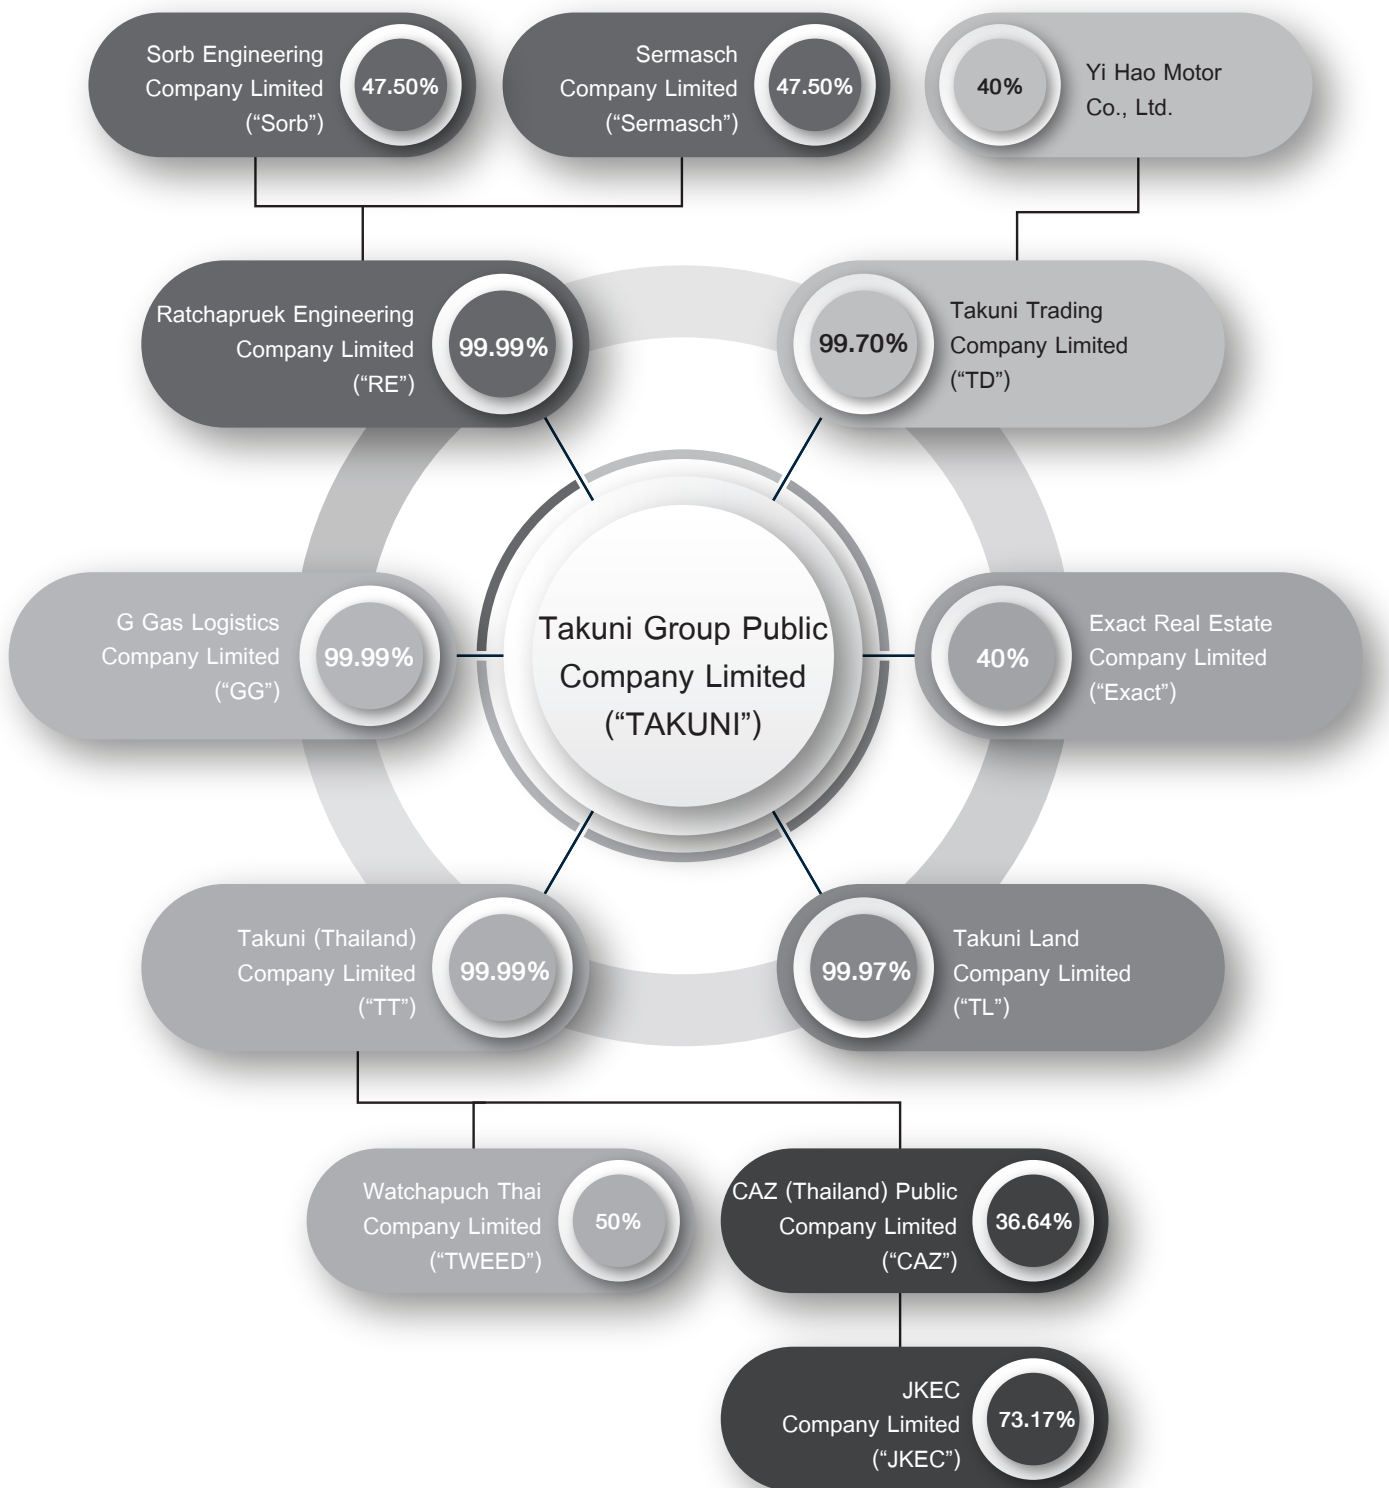 Sorb Engineering
Company Limited
(“Sorb”)
47.50%
Sermasch
Company Limited
(“Sermasch”)
47.50%
40%
Yi Hao Motor
Co., Ltd.
Ratchapruek Engineering
Company Limited
(“RE”)
99.99%
99.70%
Takuni Trading
Company Limited
(“TD”)
G Gas Logistics
Company Limited
(“GG”)
99.99%
Takuni Group Public
Company Limited
(“TAKUNI”)
40%
Exact Real Estate
Company Limited
(“Exact”)
Takuni (Thailand)
Company Limited
(“TT”)
99.99%
99.97%
Takuni Land
Company Limited
(“TL”)
Watchapuch Thai
Company Limited
(“TWEED”)
50%
CAZ (Thailand) Public
Company Limited
(“CAZ”)
36.64%
JKEC
Company Limited
(“JKEC”)
73.17%